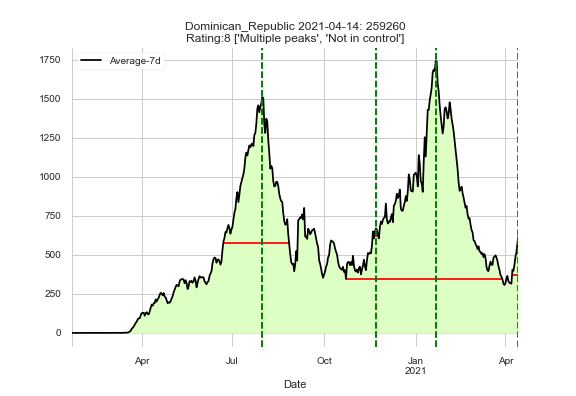 Dominican_Republic 2021-04-14: 259260
Rating:8 ['Multiple peaks', 'Not in control']
Average-7d
1750
1500
1250
1000
750
500
250
0
Apr Jul Oct Jan Apr
2021
Date